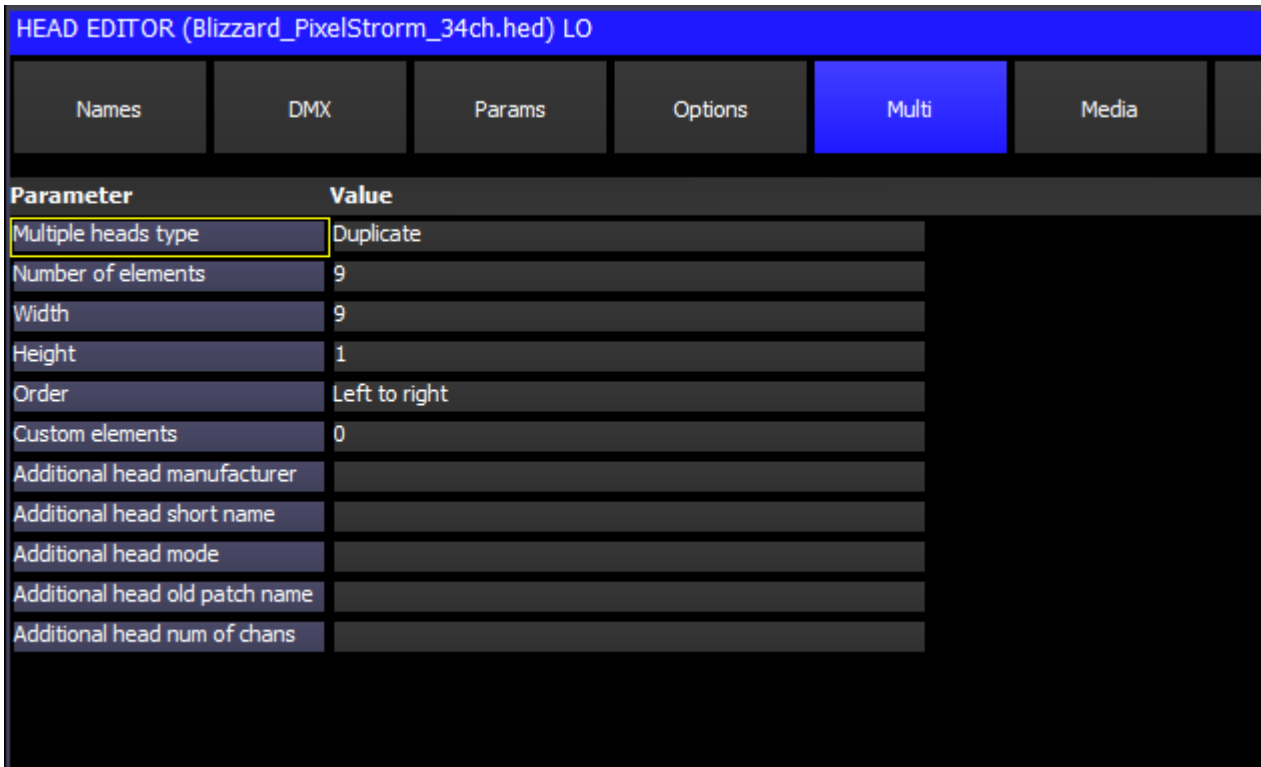 HEAD EDITOR (Blizzard_PixelStrorm_34ch.hed) LO
Names DMX Params Options Multi Media
Parameter Value
Multiple heads type Duplicate
Number of elements 9
Width 9
Height 1
Order Left to right
Custom elements 0
Additional head manufacturer
Additional head short name
Additional head mode
Additional head old patch name
Additional head num of chans